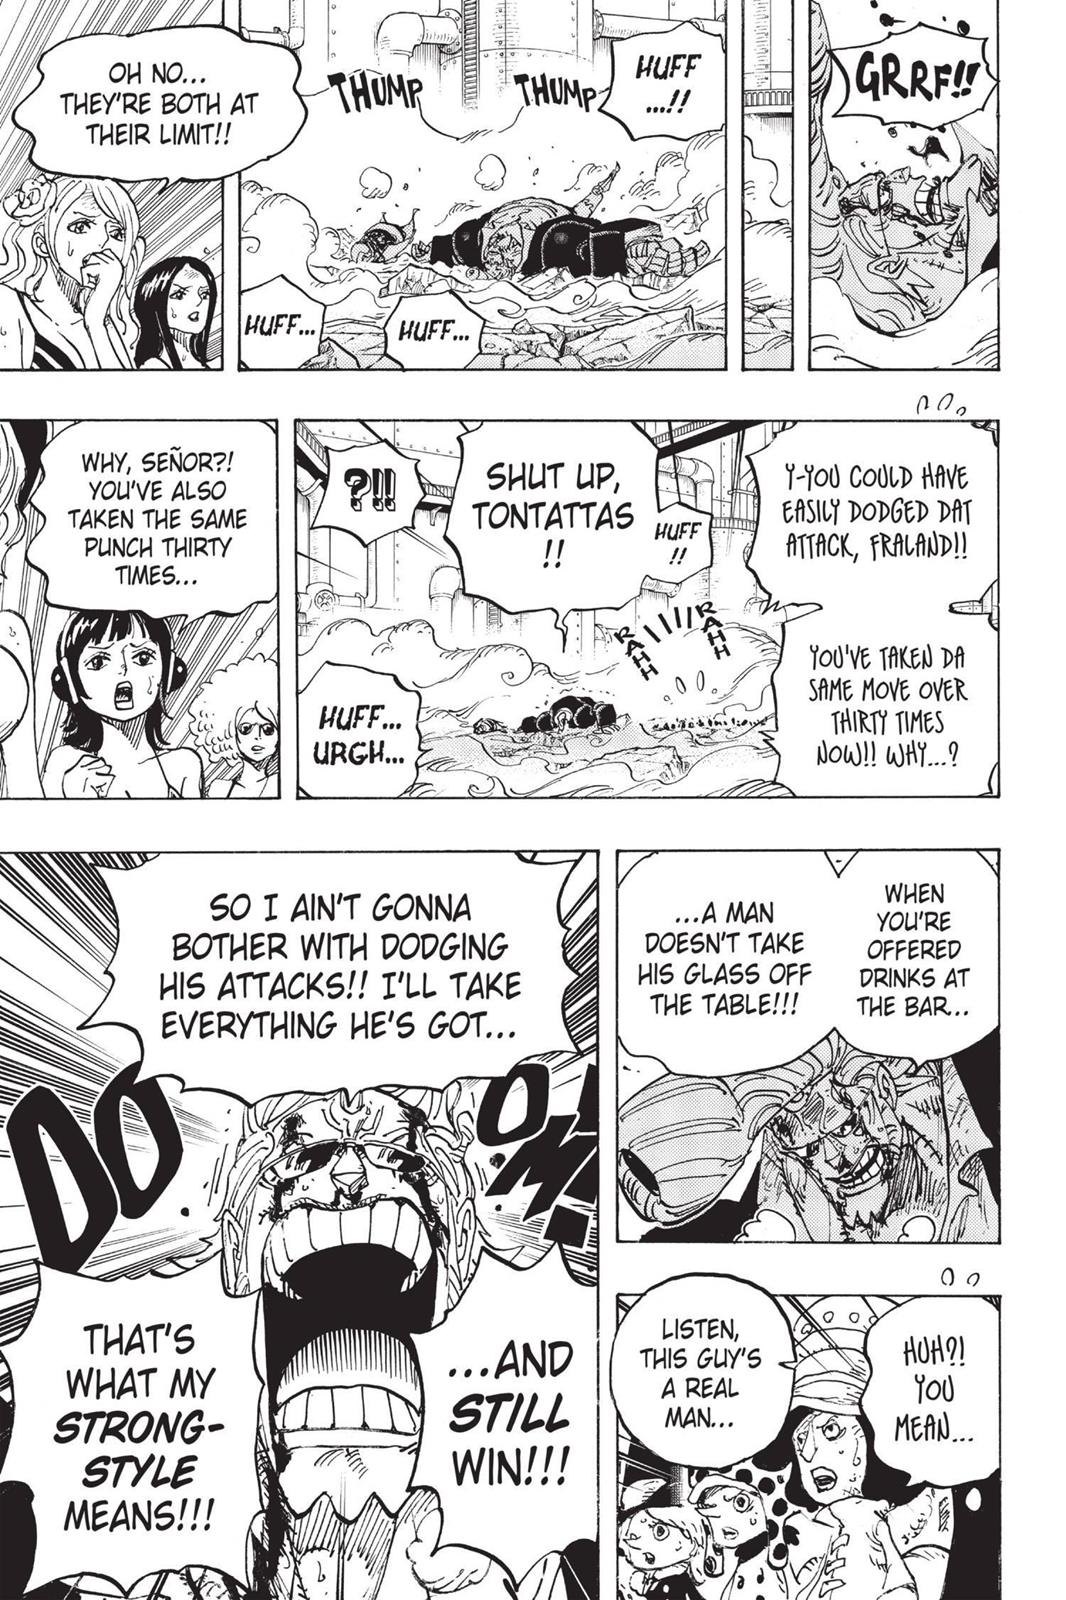 GRRF!!
HUFF
...!!
THUMP
THUMP
HUFF...
HUFF...
OH NO...
THEY'RE BOTH AT
THEIR LIMIT!!
Y-YOU COULD HAVE
EASILY DODGED DAT
ATTACK, FRALAND!!
YOU'VE TAKEN DA
SAME MOVE OVER
THIRTY TIMES
NOW!! WHY...?
RAHH
RAHH
SHUT UP,
TONTATTAS
!!
HUFF
!!
?!!
HUFF...
URGH...
WHY, SEÑOR?!
YOU'VE ALSO
TAKEN THE SAME
PUNCH THIRTY
TIMES...
WHEN
YOU'RE
OFFERED
DRINKS AT
THE BAR...
...A MAN
DOESN'T TAKE
HIS GLASS OFF
THE TABLE!!!
HUH?!
YOU
MEAN...
LISTEN,
THIS GUY'S
A REAL
MAN...
SO I AIN'T GONNA
BOTHER WITH DODGING
HIS ATTACKS!! I'LL TAKE
EVERYTHING HE'S GOT...
DOOM!
...AND
STILL
WIN!!!
THAT'S
WHAT MY
STRONG-
STYLE
MEANS!!!